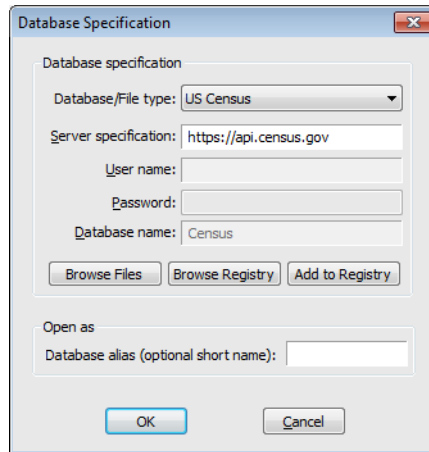 Database Specification
Database specification
Database/File type: US Census
Server specification: https://api.census.gov
User name:
Password:
Database name: Census
Browse Files Browse Registry Add to Registry
Open as
Database alias (optional short name):
OK Cancel